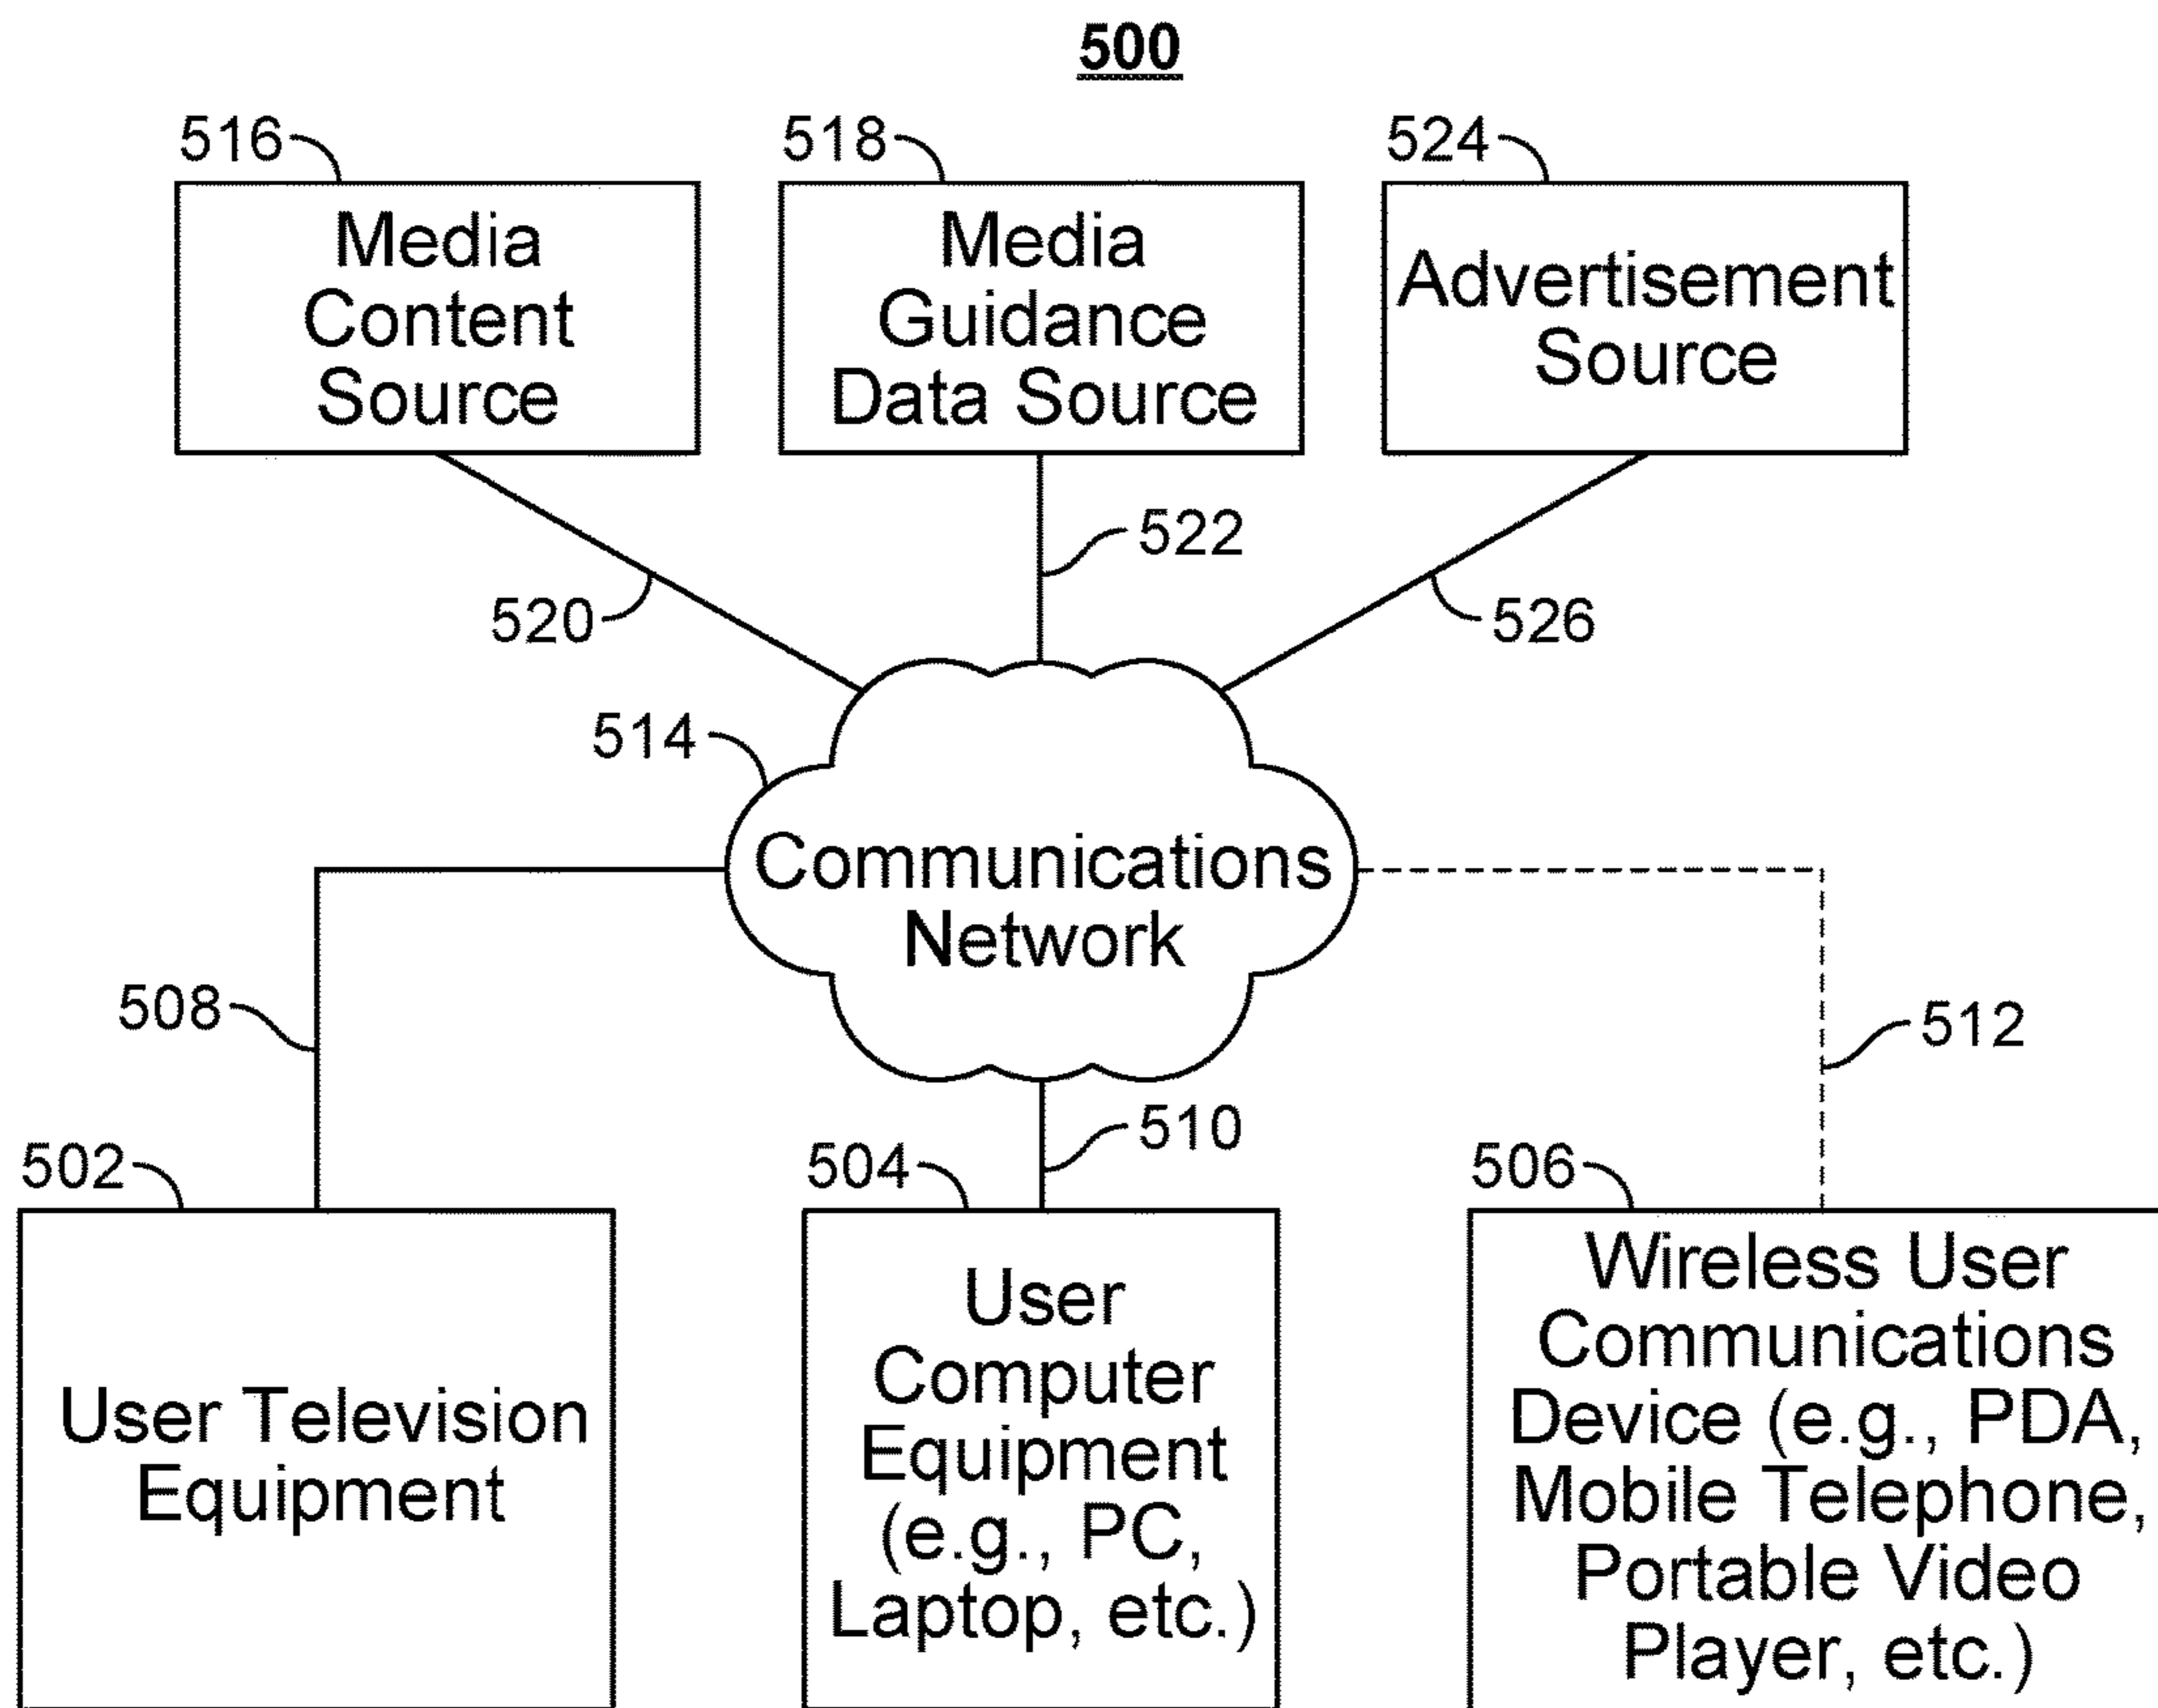 500
516
518
524
Media
Content
Source
Media
Guidance
Data Source
Advertisement
Source
522
520
526
514
Communications
Network
508
512
510
502
504
506
User Television
Equipment
User
Computer
Equipment
(e.g., PC,
Laptop, etc.)
Wireless User
Communications
Device (e.g., PDA,
Mobile Telephone,
Portable Video
Player, etc.)